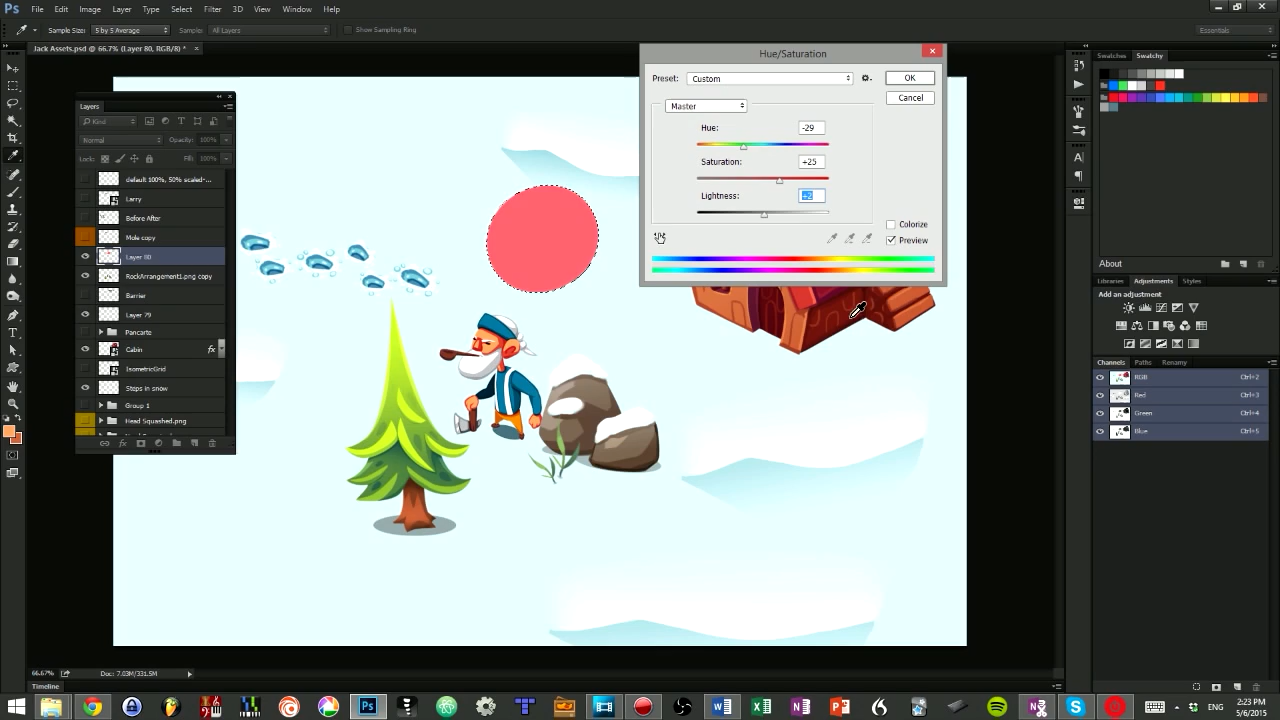 Ps File Edit Image Layer Type Select Filter 3D View Window Help
Sample Size: 5 by 5 Average Sample: All Layers Show Sampling Ring Essentials
Jack Assets.psd @ 66.7% (Layer 80, RGB/8) * ×
Hue/Saturation
Preset: Custom OK
Cancel
Master
Hue: -29
Saturation: +25
Lightness:
Colorize
Preview
Layers
Kind
Normal Opacity: 100%
Lock: Fill: 100%
default 100%, 50% scaled-...
Larry
Before After
Mole copy
Layer 80
RockArrangement1.png copy
Barrier
Layer 79
Pancarte
Cabin fx
IsometricGrid
Steps in snow
Group 1
Head Squashed.png
fx
Swatches Swatchy
About
Libraries Adjustments Styles
Add an adjustment
Channels Paths Renamy
RGB Ctrl+2
Red Ctrl+3
Green Ctrl+4
Blue Ctrl+5
66.67% Doc: 7.03M/331.5M
Timeline
Ps
ENG 2:23 PM
5/6/2015